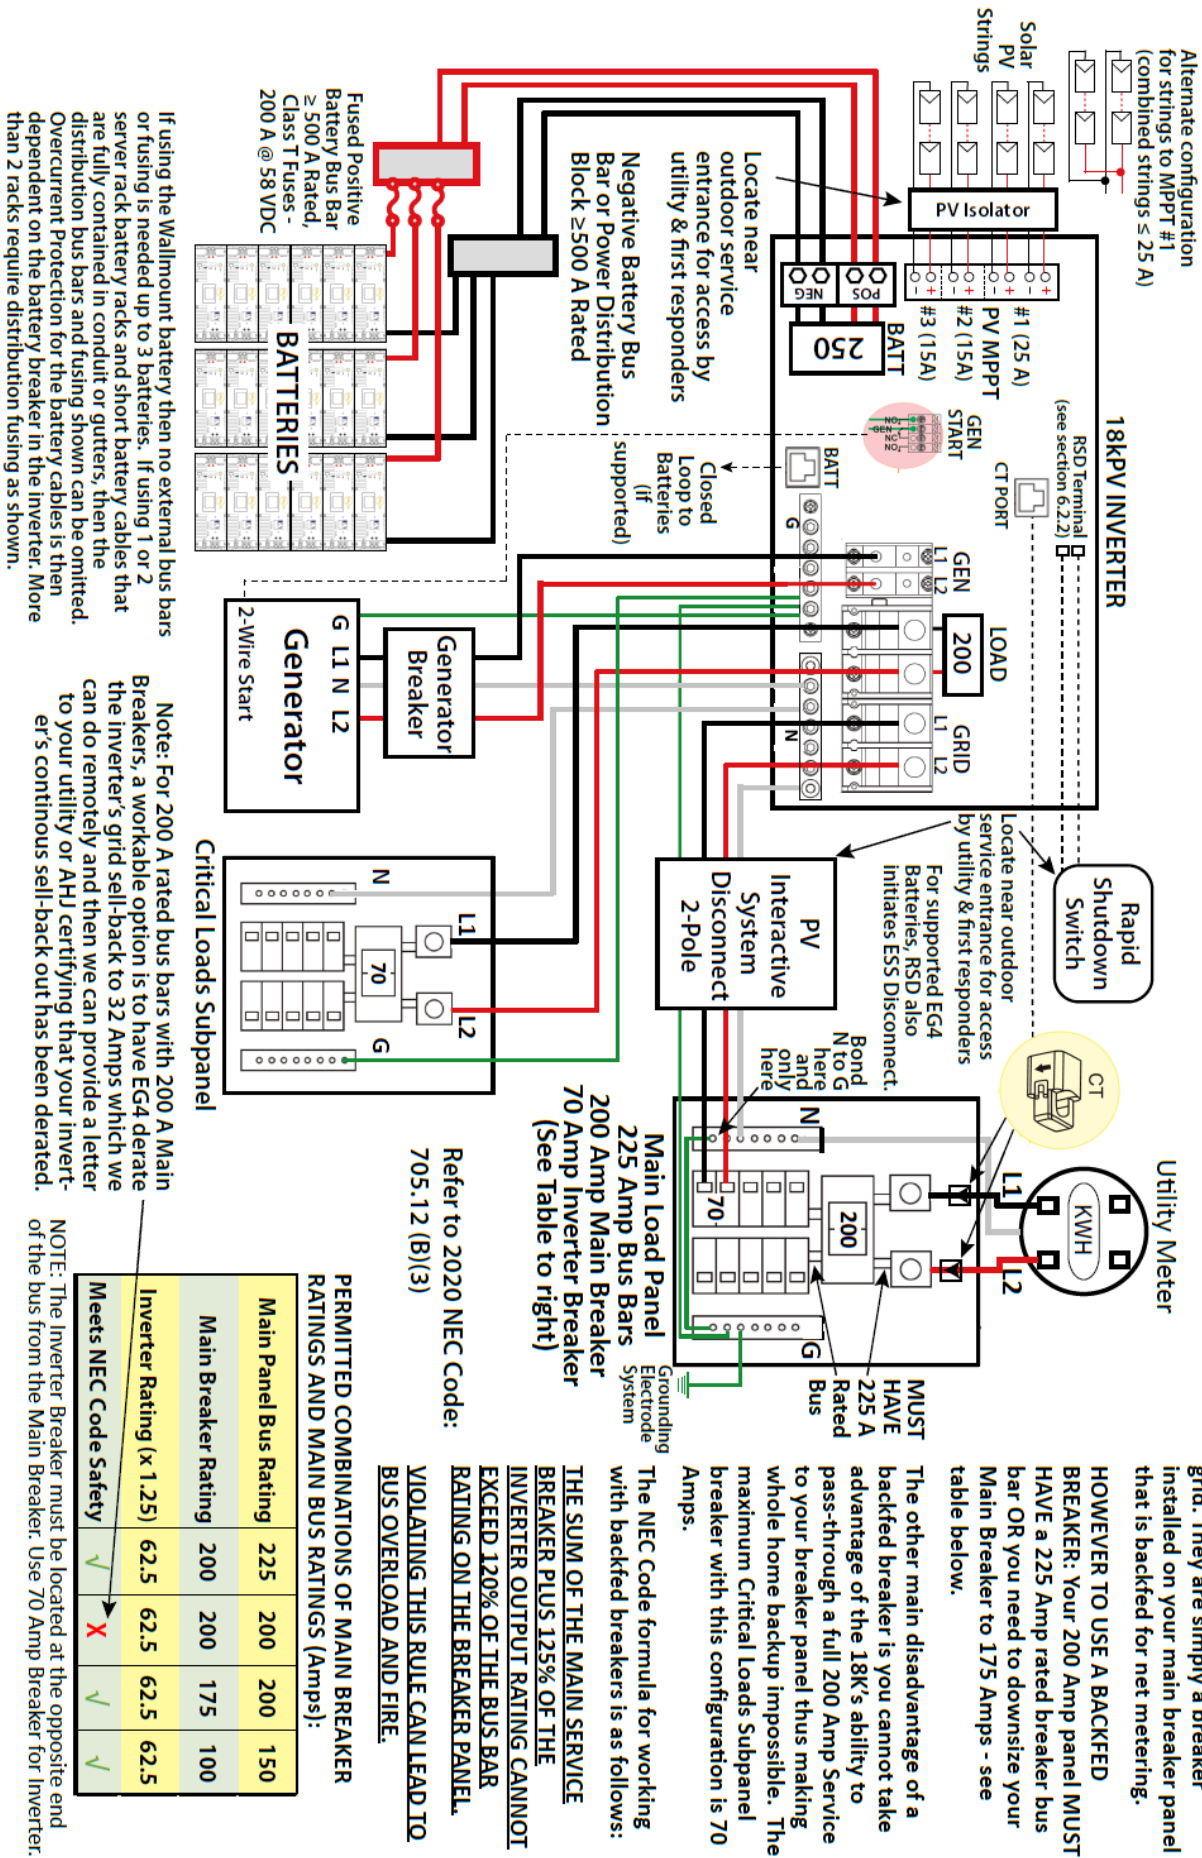 Alternate configuration
for strings to MPPT #1
(combined strings ≤ 25 A)
Solar
PV
Strings
PV Isolator
+
−
+
−
+
−
+
−
#1 (25 A)
PV MPPT
#2 (15A)
#3 (15A)
18kPV INVERTER
RSD Terminal
(see section 6.2.2)
CT PORT
POS
NEG
BATT
250
GEN
START
NO
GEN
NC
NO
BATT
Closed
Loop to
Batteries
(if
supported)
G
N
GEN
L1 L2
LOAD
200
GRID
L1 L2
Locate near
outdoor service
entrance for access by
utility & first responders
Negative Battery Bus
Bar or Power Distribution
Block ≥500 A Rated
Fused Positive
Battery Bus Bar
≥ 500 A Rated,
Class T Fuses -
200 A @ 58 VDC
BATTERIES
If using the Wallmount battery then no external bus bars
or fusing is needed up to 3 batteries. If using 1 or 2
server rack battery racks and short battery cables that
are fully contained in conduit or gutters, then the
distribution bus bars and fusing shown can be omitted.
Overcurrent Protection for the battery cables is then
dependent on the battery breaker in the inverter. More
than 2 racks require distribution fusing as shown.
Generator
Breaker
G L1 N L2
Generator
2-Wire Start
Rapid
Shutdown
Switch
Locate near outdoor
service entrance for access
by utility & first responders
For supported EG4
Batteries, RSD also
initiates ESS Disconnect.
PV
Interactive
System
Disconnect
2-Pole
N
L1
L2
G
70
Critical Loads Subpanel
Note: For 200 A rated bus bars with 200 A Main
Breakers, a workable option is to have EG4 derate
the inverter's grid sell-back to 32 Amps which we
can do remotely and then we can provide a letter
to your utility or AHJ certifying that your invert-
er's continous sell-back out has been derated.
CT
Utility Meter
KWH
L1
L2
Bond
N to G
here
and
only
here
N
200
70
G
MUST
HAVE
225 A
Rated
Bus
Grounding
Electrode
System
Main Load Panel
225 Amp Bus Bars
200 Amp Main Breaker
70 Amp Inverter Breaker
(See Table to right)
Refer to 2020 NEC Code:
705.12 (B)(3)
grid. They are simply a breaker
installed on your main breaker panel
that is backfed for net metering.
HOWEVER TO USE A BACKFED
BREAKER: Your 200 Amp panel MUST
HAVE a 225 Amp rated breaker bus
bar OR you need to downsize your
Main Breaker to 175 Amps - see
table below.
The other main disadvantage of a
backfed breaker is you cannot take
advantage of the 18K's ability to
pass-through a full 200 Amp Service
to your breaker panel thus making
whole home backup impossible. The
maximum Critical Loads Subpanel
breaker with this configuration is 70
Amps.
The NEC Code formula for working
with backfed breakers is as follows:
THE SUM OF THE MAIN SERVICE
BREAKER PLUS 125% OF THE
INVERTER OUTPUT RATING CANNOT
EXCEED 120% OF THE BUS BAR
RATING ON THE BREAKER PANEL.
VIOLATING THIS RULE CAN LEAD TO
BUS OVERLOAD AND FIRE.
PERMITTED COMBINATIONS OF MAIN BREAKER
RATINGS AND MAIN BUS RATINGS (Amps):
Main Panel Bus Rating 225 200 200 150
Main Breaker Rating 200 200 175 100
Inverter Rating (x 1.25) 62.5 62.5 62.5 62.5
Meets NEC Code Safety √ X √ √
NOTE: The Inverter Breaker must be located at the opposite end
of the bus from the Main Breaker. Use 70 Amp Breaker for Inverter.